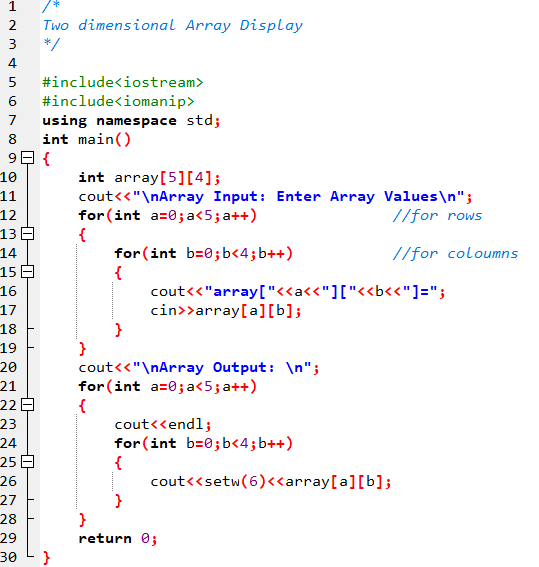 1 /*
2 Two dimensional Array Display
3 */
4
5 #include<iostream>
6 #include<iomanip>
7 using namespace std;
8 int main()
9 {
10 int array[5][4];
11 cout<<"\nArray Input: Enter Array Values\n";
12 for(int a=0;a<5;a++) //for rows
13 {
14 for(int b=0;b<4;b++) //for coloumns
15 {
16 cout<<"array["<<a<<"]["<<b<<"]=";
17 cin>>array[a][b];
18 }
19 }
20 cout<<"\nArray Output: \n";
21 for(int a=0;a<5;a++)
22 {
23 cout<<endl;
24 for(int b=0;b<4;b++)
25 {
26 cout<<setw(6)<<array[a][b];
27 }
28 }
29 return 0;
30 }